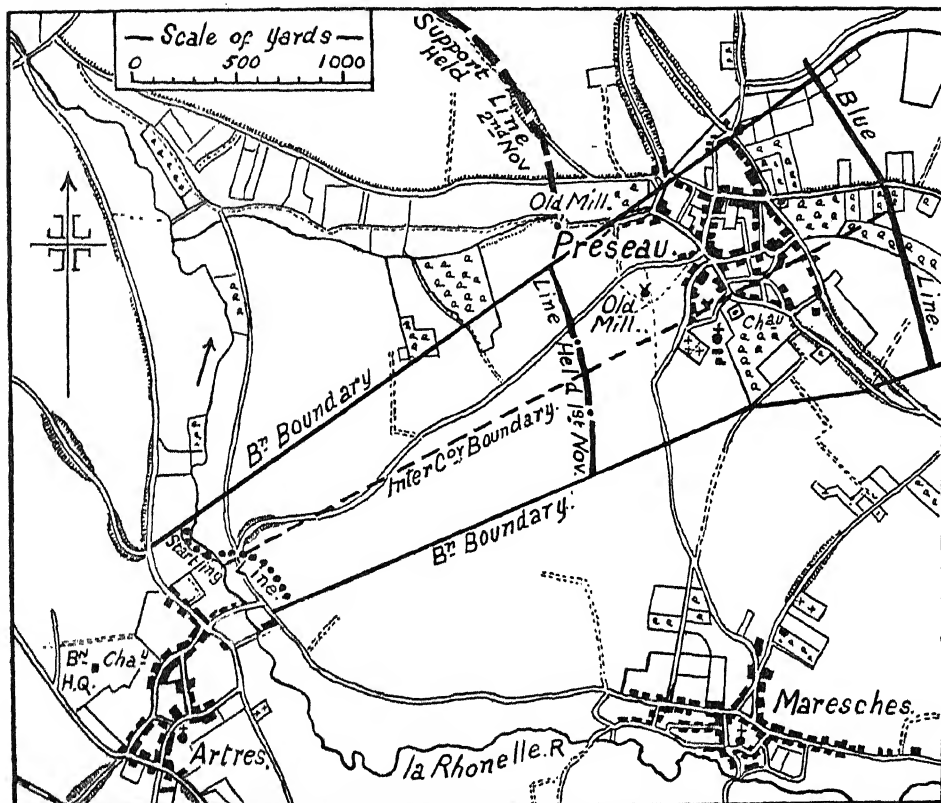 Scale of Yards
0 500 1000
Support Line
Held 2nd Nov.
Blue Line.
Old Mill.
Préseau.
Line Held 1st Nov.
Old Mill.
Chau
Bn Boundary
Inter Coy Boundary.
Bn Boundary.
Starting Line.
Bn H.Q.
Chau
Artres.
la Rhonelle. R
Maresches.